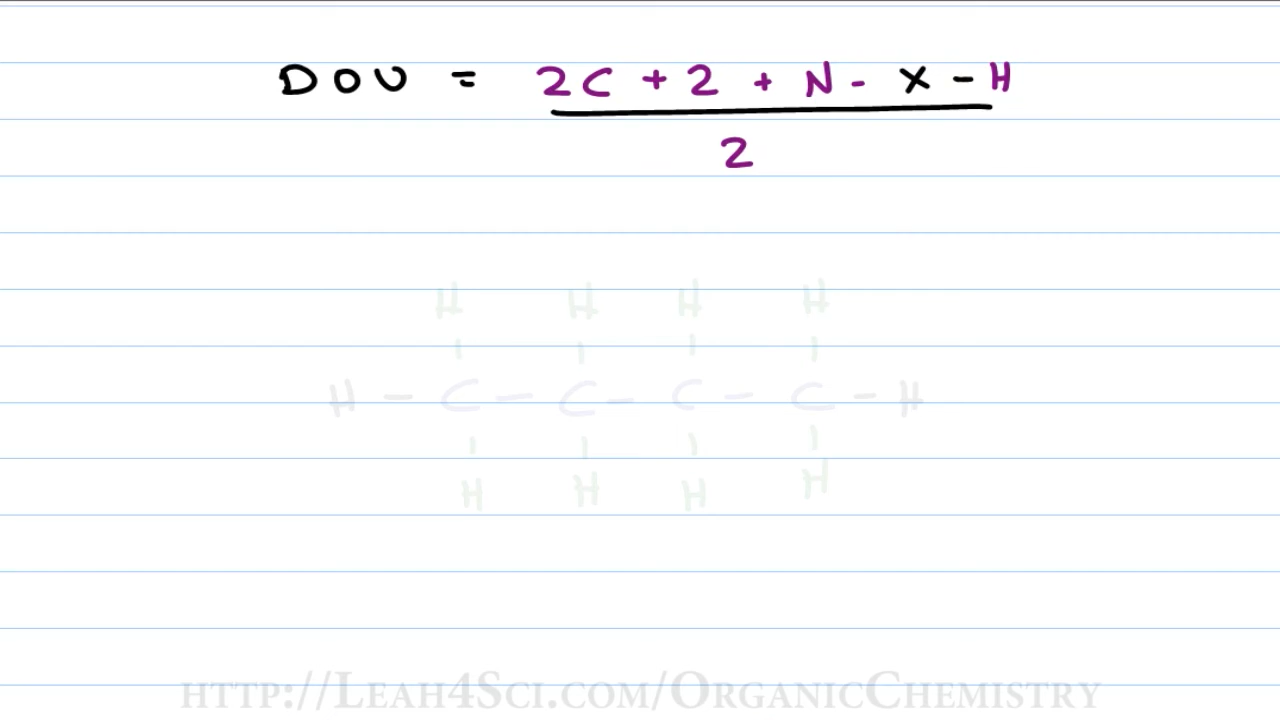 DOU = 2C + 2 + N - X - H
2
H H H H
H - C - C - C - C - H
H H H H
HTTP://LEAH4SCI.COM/ORGANICCHEMISTRY